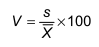 V = s/X̄ × 100